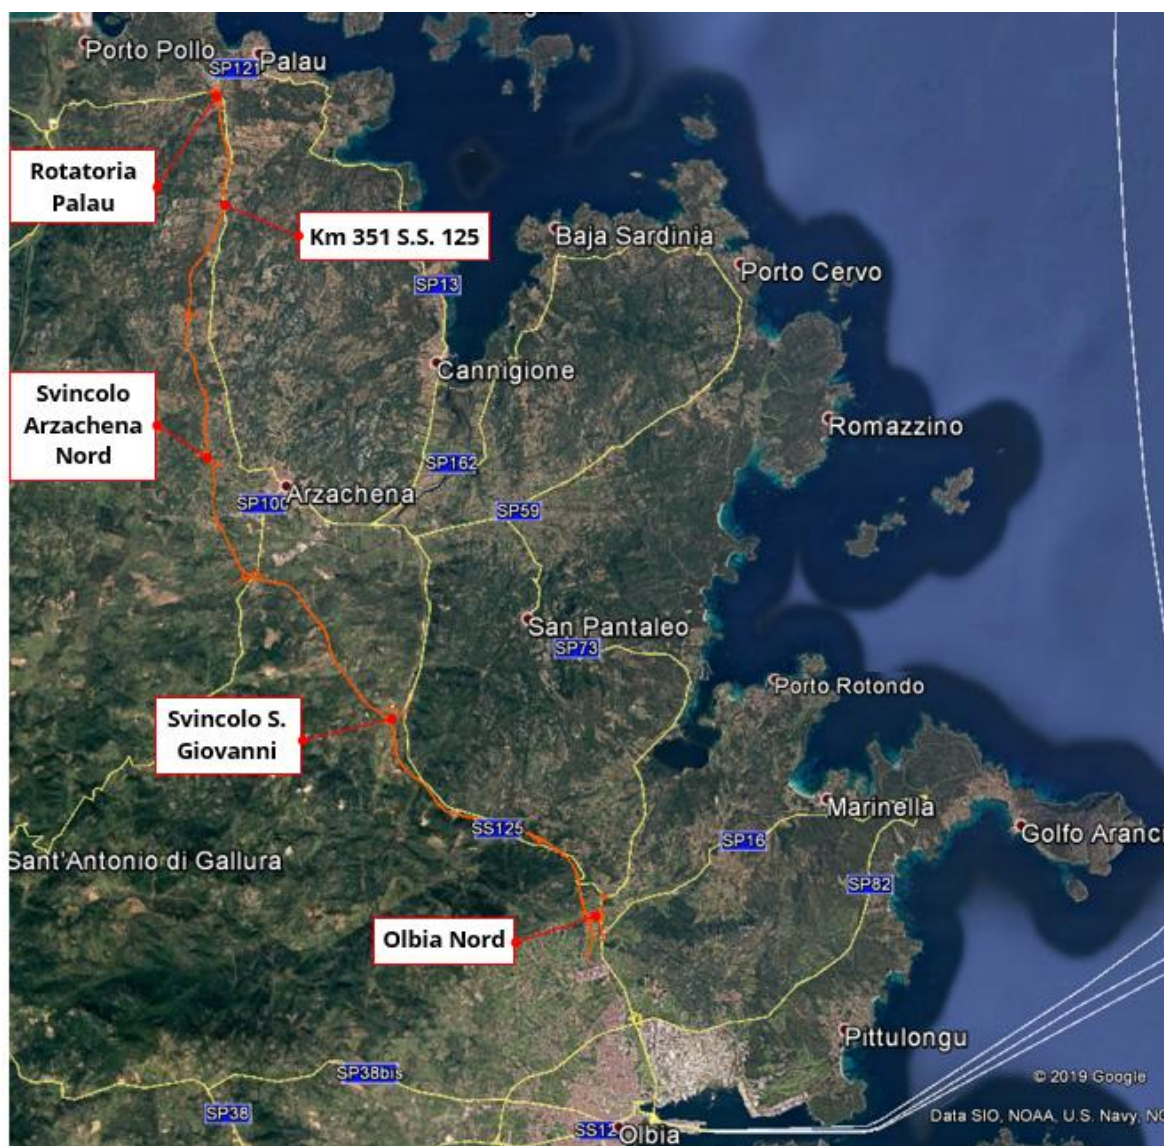 Porto Pollo
Palau
SP121
Rotatoria
Palau
Km 351 S.S. 125
Baja Sardinia
Porto Cervo
SP13
Cannigione
Svincolo
Arzachena
Nord
Romazzino
SP162
Arzachena
SP100
SP59
San Pantaleo
SP73
Porto Rotondo
Svincolo S.
Giovanni
Marinella
Golfo Aranci
SS125
SP16
Sant'Antonio di Gallura
SP82
Olbia Nord
Pittulongu
SP38bis
© 2019 Google
SP38
Data SIO, NOAA, U.S. Navy, NG
SS12
Olbia